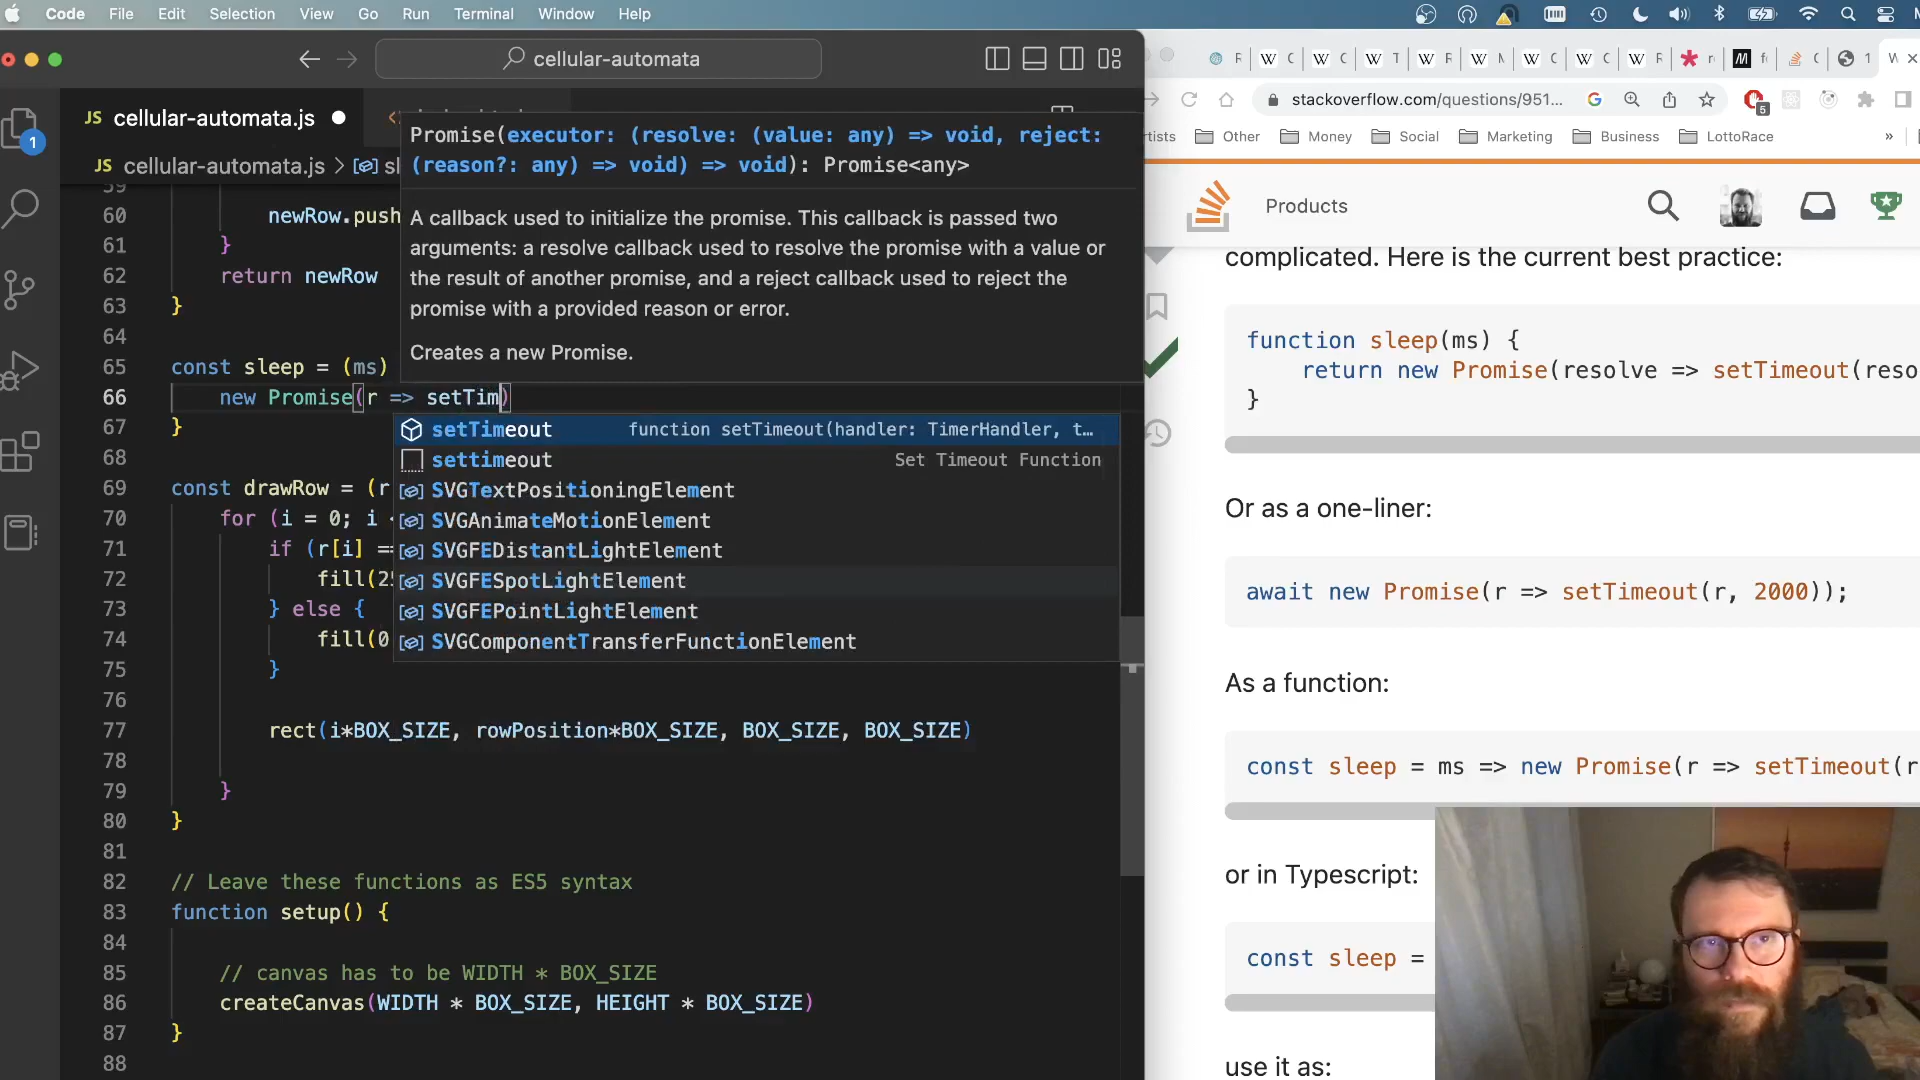 Code File Edit Selection View Go Run Terminal Window Help
cellular-automata
JS cellular-automata.js
JS cellular-automata.js >
1
59
60 newRow.push
61 }
62 return newRow
63 }
64
65 const sleep = (ms)
66 new Promise(r => setTim)
67 }
68
69 const drawRow = (r
70 for (i = 0; i <
71 if (r[i] ==
72 fill(25
73 } else {
74 fill(0
75 }
76
77 rect(i*BOX_SIZE, rowPosition*BOX_SIZE, BOX_SIZE, BOX_SIZE)
78
79 }
80 }
81
82 // Leave these functions as ES5 syntax
83 function setup() {
84
85 // canvas has to be WIDTH * BOX_SIZE
86 createCanvas(WIDTH * BOX_SIZE, HEIGHT * BOX_SIZE)
87 }
88
Promise(executor: (resolve: (value: any) => void, reject:
(reason?: any) => void) => void): Promise<any>
A callback used to initialize the promise. This callback is passed two
arguments: a resolve callback used to resolve the promise with a value or
the result of another promise, and a reject callback used to reject the
promise with a provided reason or error.
Creates a new Promise.
setTimeout function setTimeout(handler: TimerHandler, t…
settimeout Set Timeout Function
SVGTextPositioningElement
SVGAnimateMotionElement
SVGFEDistantLightElement
SVGFESpotLightElement
SVGFEPointLightElement
SVGComponentTransferFunctionElement
stackoverflow.com/questions/951...
5
Other Money Social Marketing Business LottoRace »
Products
complicated. Here is the current best practice:
function sleep(ms) {
return new Promise(resolve => setTimeout(reso
}
Or as a one-liner:
await new Promise(r => setTimeout(r, 2000));
As a function:
const sleep = ms => new Promise(r => setTimeout(r
or in Typescript:
const sleep =
use it as: